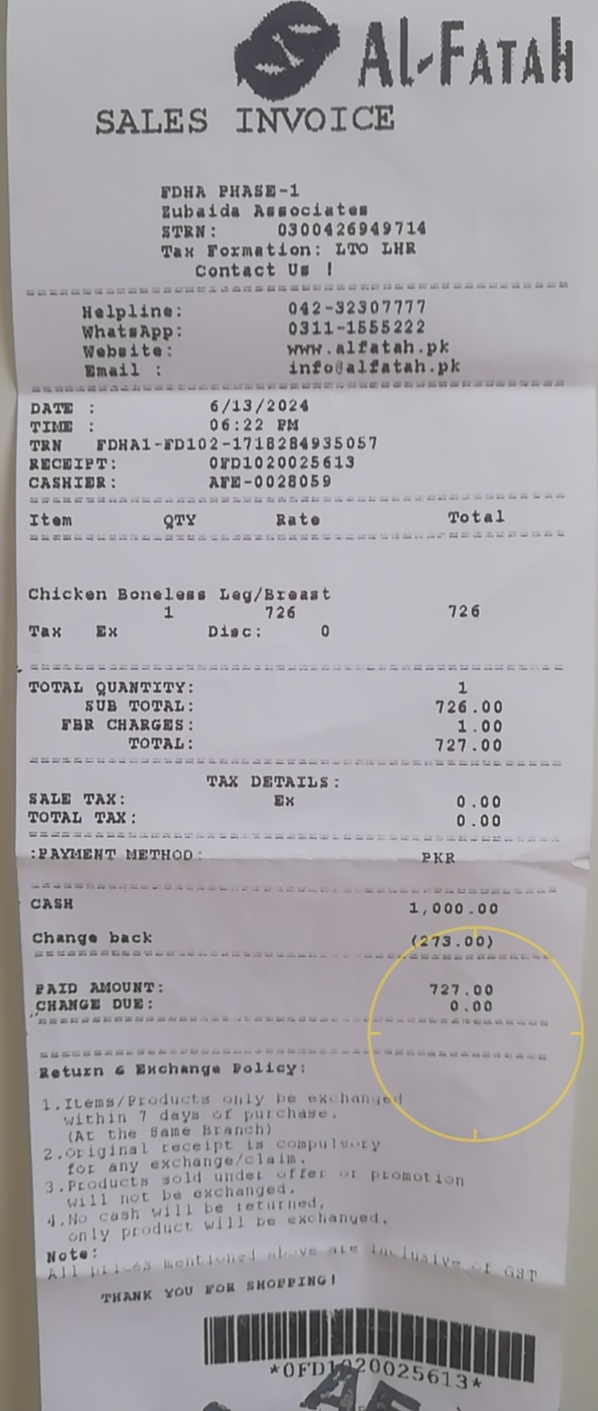 Al-Fatah
SALES INVOICE
FDHA PHASE-1
Zubaida Associates
STRN: 0300426949714
Tax Formation: LTO LHR
Contact Us !
Helpline: 042-32307777
WhatsApp: 0311-1555222
Website: www.alfatah.pk
Email : info@alfatah.pk
DATE : 6/13/2024
TIME : 06:22 PM
TRN FDHA1-FD102-1718284935057
RECEIPT: 0FD1020025613
CASHIER: AFE-0028059
Item QTY Rate Total
Chicken Boneless Leg/Breast
1 726 726
Tax Ex Disc: 0
TOTAL QUANTITY: 1
SUB TOTAL: 726.00
FBR CHARGES: 1.00
TOTAL: 727.00
TAX DETAILS:
SALE TAX: Ex 0.00
TOTAL TAX: 0.00
:PAYMENT METHOD: PKR
CASH 1,000.00
Change back (273.00)
PAID AMOUNT: 727.00
CHANGE DUE: 0.00
Return & Exchange Policy:
1.Items/Products only be exchanged
within 7 days of purchase.
(At the Same Branch)
2.Original receipt is compulvory
for any exchange/claim.
3.Products sold under offer or promotion
will not be exchanged.
4.No cash will be returned,
only product will be exchanged.
Note:
All prices mentioned above are inclusive of GST
THANK YOU FOR SHOPPING!
*0FD1020025613*